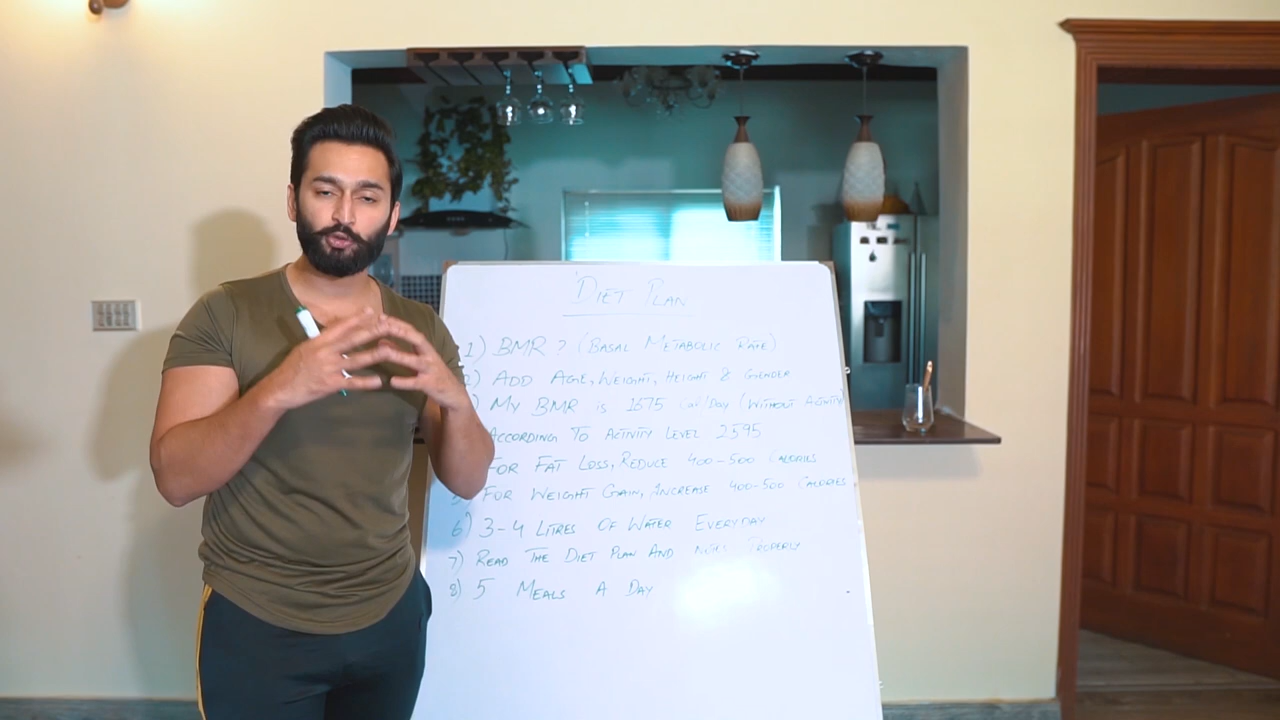 DIET PLAN
1) BMR ? (BASAL METABOLIC RATE)
2) ADD AGE, WEIGHT, HEIGHT & GENDER
) MY BMR IS 1675 Cal/DAY (WITHOUT ACTIVITY
ACCORDING TO ACTIVITY LEVEL 2595
FOR FAT LOSS, REDUCE 400-500 CALORIES
5) FOR WEIGHT GAIN, INCREASE 400-500 CALORIES
6) 3-4 LITRES OF WATER EVERYDAY
7) READ THE DIET PLAN AND PROPERLY
8) 5 MEALS A DAY